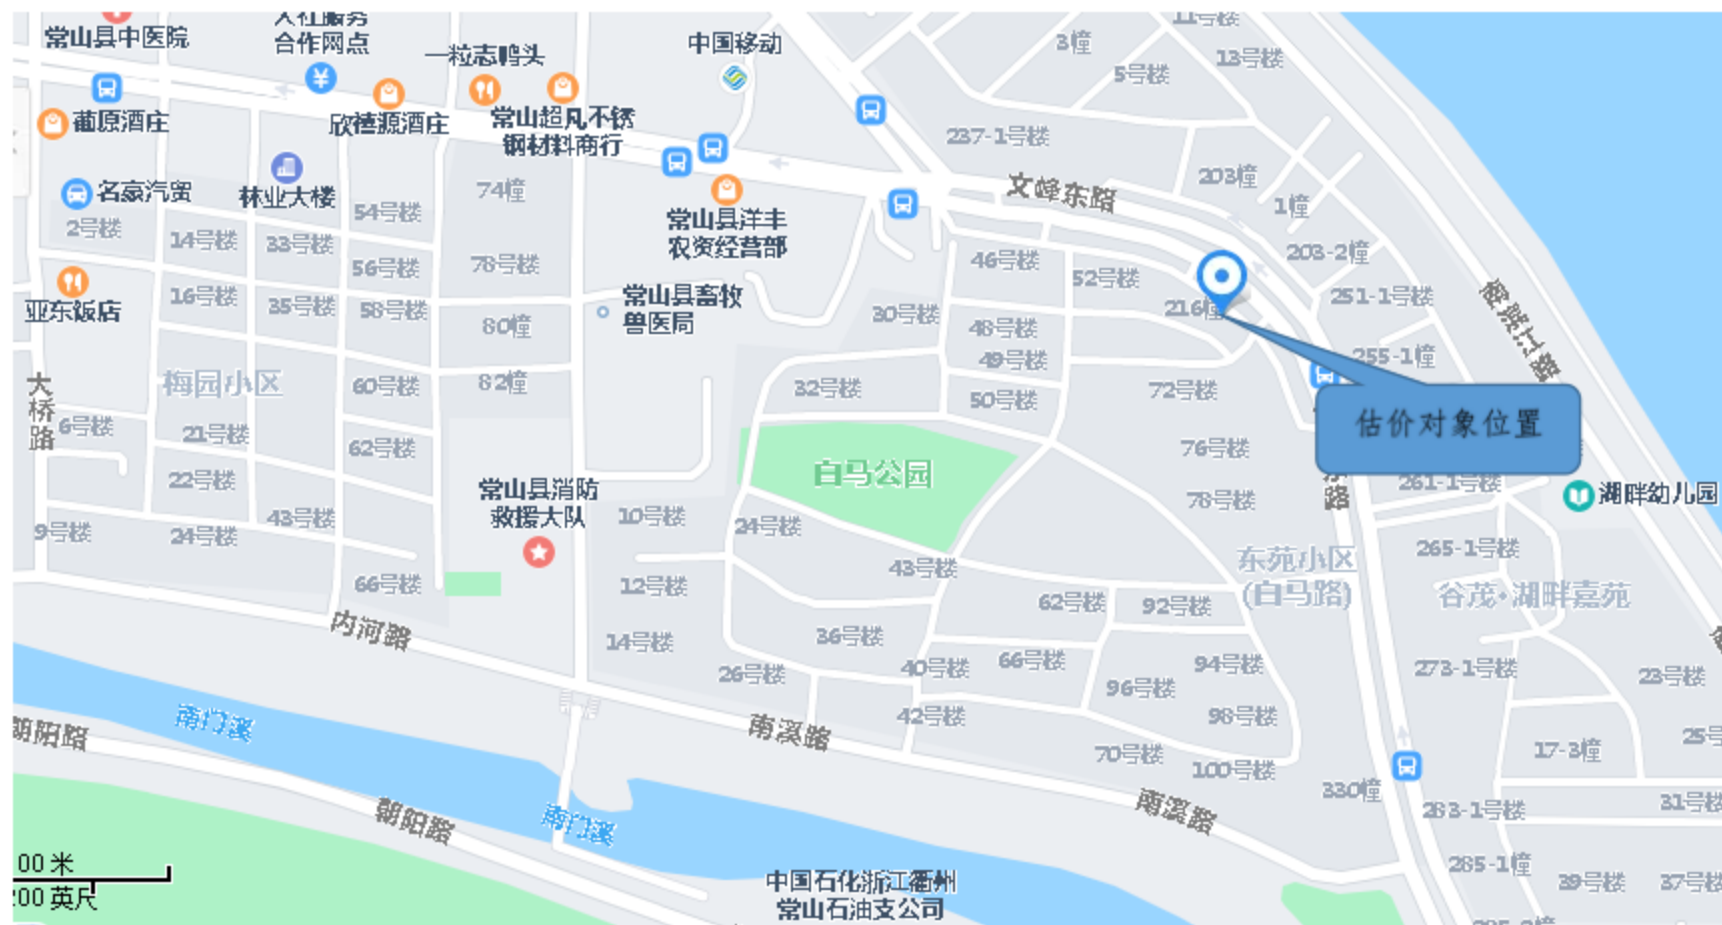 常山县中医院
人社服务
合作网点
一粒志鸭头
中国移动
11号楼
3幢
13号楼
5号楼
蘭原酒庄
欣禧源酒庄
常山超凡不锈
钢材料商行
237-1号楼
名豪汽贸
林业大楼
74幢
文峰东路
203幢
1幢
2号楼
14号楼
33号楼
54号楼
常山县洋丰
农资经营部
46号楼
203-2幢
56号楼
78号楼
52号楼
亚东饭店
16号楼
35号楼
58号楼
80幢
常山县畜牧
兽医局
30号楼
48号楼
216幢
251-1号楼
49号楼
255-1幢
大桥路
梅园小区
60号楼
82幢
32号楼
50号楼
72号楼
估价对象位置
6号楼
21号楼
62号楼
76号楼
白马公园
22号楼
常山县消防
救援大队
78号楼
261-1号楼
湖畔幼儿园
路
9号楼
24号楼
43号楼
10号楼
24号楼
东苑小区
(白马路)
265-1号楼
66号楼
12号楼
43号楼
62号楼
92号楼
谷茂·湖畔嘉苑
内河路
14号楼
36号楼
40号楼
66号楼
94号楼
273-1号楼
23号楼
26号楼
96号楼
南门溪
朝阳路
南溪路
42号楼
98号楼
25号
70号楼
100号楼
17-3幢
330幢
朝阳路
南门溪
南溪路
283-1号楼
31号楼
00 米
200 英尺
285-1幢
中国石化浙江衢州
常山石油支公司
39号楼
37号楼